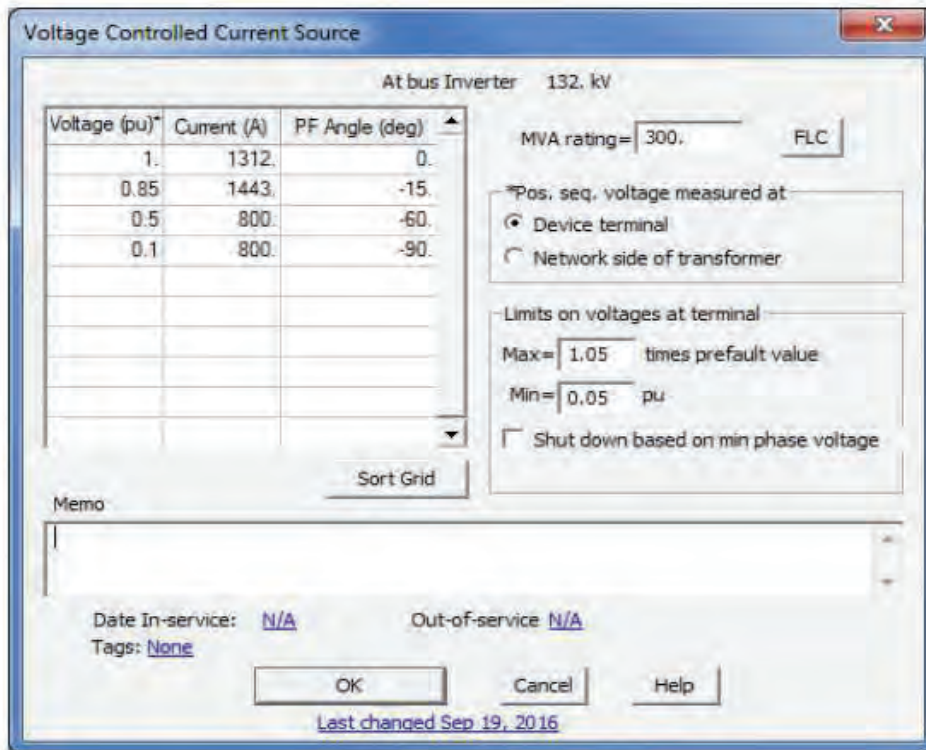 Voltage Controlled Current Source
At bus Inverter 132. kV
Voltage (pu)* Current (A) PF Angle (deg)
1. 1312. 0.
0.85 1443. -15.
0.5 800. -60.
0.1 800. -90.
Sort Grid
MVA rating= 300. FLC
*Pos. seq. voltage measured at
Device terminal
Network side of transformer
Limits on voltages at terminal
Max= 1.05 times prefault value
Min= 0.05 pu
Shut down based on min phase voltage
Memo
Date In-service: N/A Out-of-service N/A
Tags: None
OK Cancel Help
Last changed Sep 19, 2016